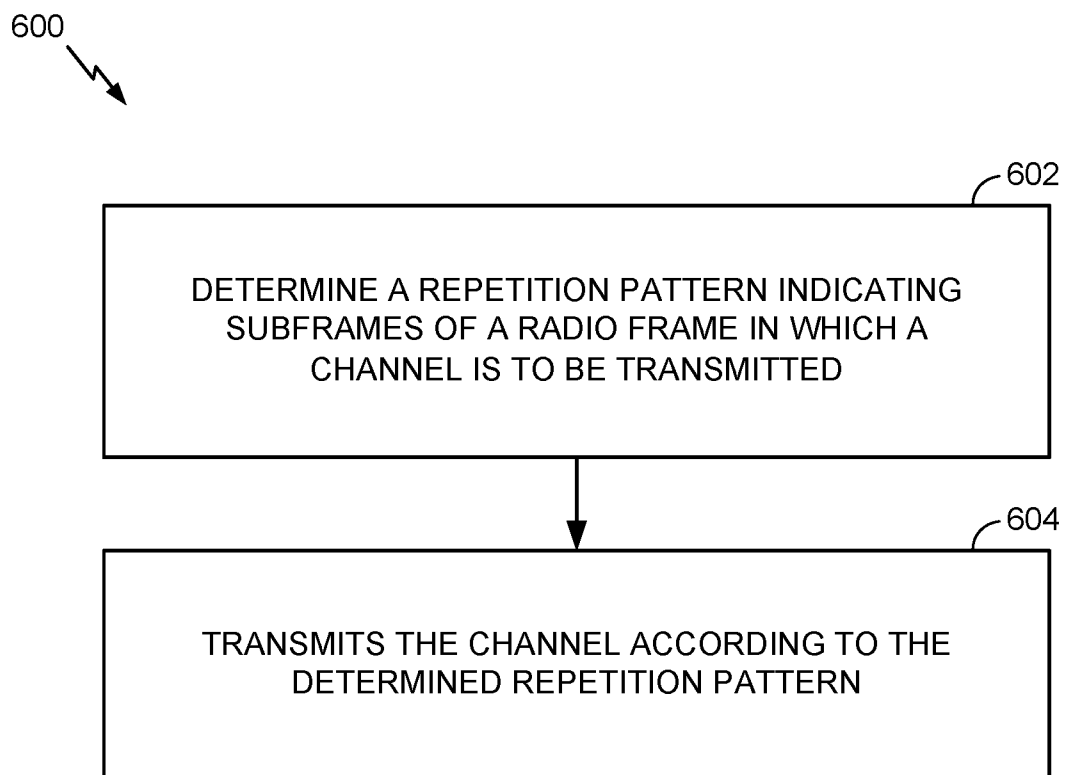 600
602
DETERMINE A REPETITION PATTERN INDICATING
SUBFRAMES OF A RADIO FRAME IN WHICH A
CHANNEL IS TO BE TRANSMITTED
604
TRANSMITS THE CHANNEL ACCORDING TO THE
DETERMINED REPETITION PATTERN